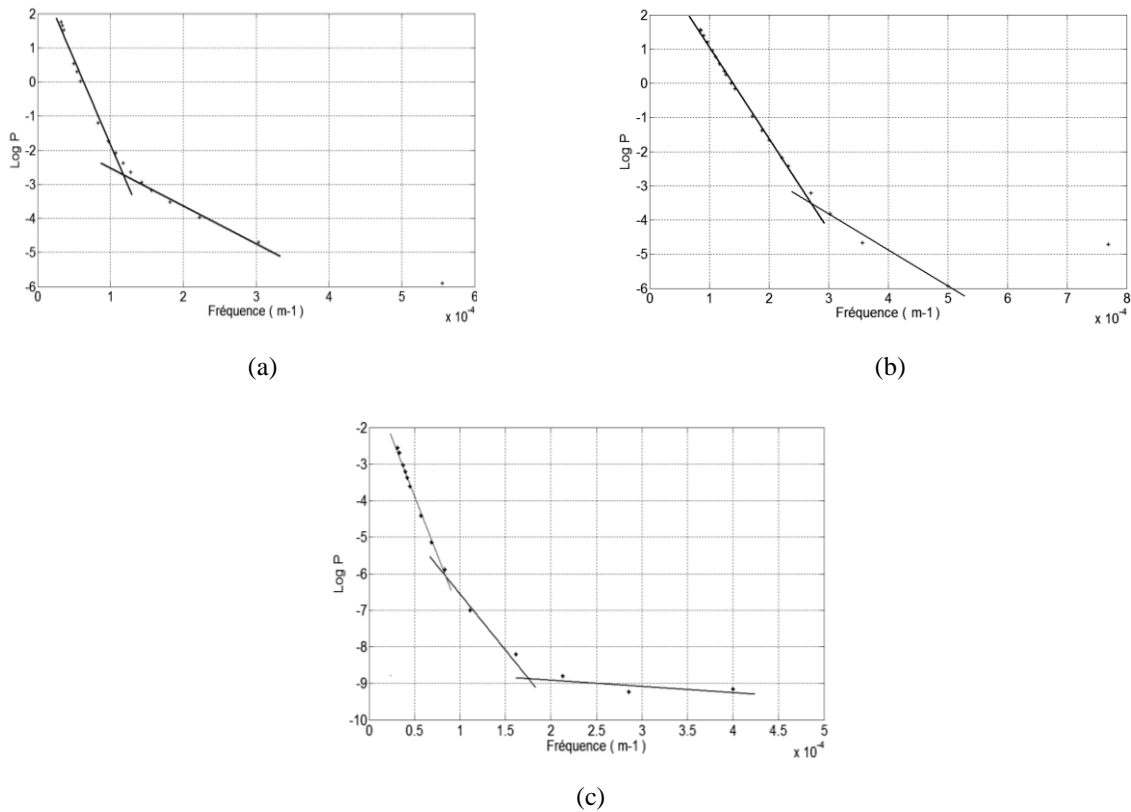 2
1
0
-1
-2
-3
-4
-5
-6
Log P
0 1 2 3 4 5 6
Fréquence ( m-1 )
x 10⁻⁴
(a)
2
1
0
-1
-2
-3
-4
-5
-6
Log P
0 1 2 3 4 5 6 7 8
Fréquence ( m-1 )
x 10⁻⁴
(b)
-2
-3
-4
-5
-6
-7
-8
-9
-10
Log P
0 0.5 1 1.5 2 2.5 3 3.5 4 4.5 5
Fréquence ( m-1 )
x 10⁻⁴
(c)